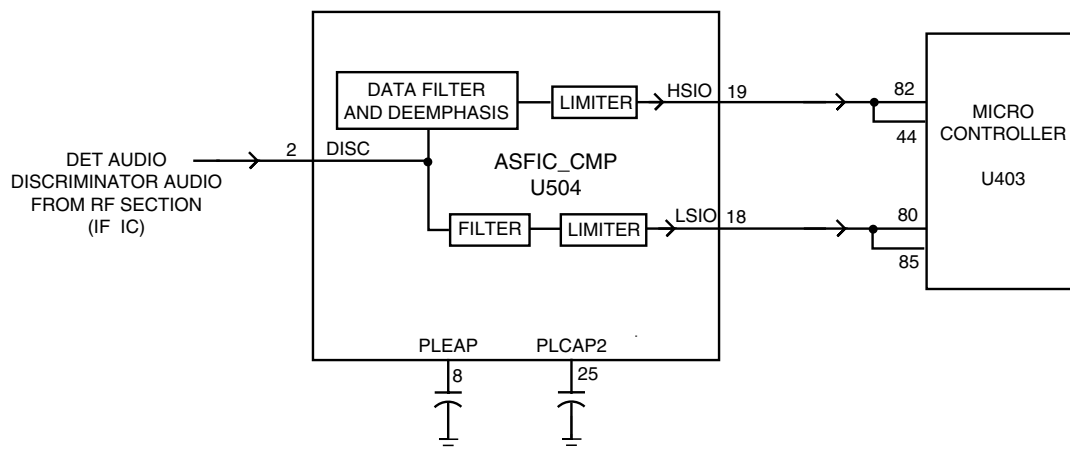 DATA FILTER
AND DEEMPHASIS
LIMITER
HSIO
19
82
44
MICRO
CONTROLLER
U403
DET AUDIO
DISCRIMINATOR AUDIO
FROM RF SECTION
(IF IC)
2
DISC
ASFIC_CMP
U504
FILTER
LIMITER
LSIO
18
80
85
PLEAP
PLCAP2
8
25